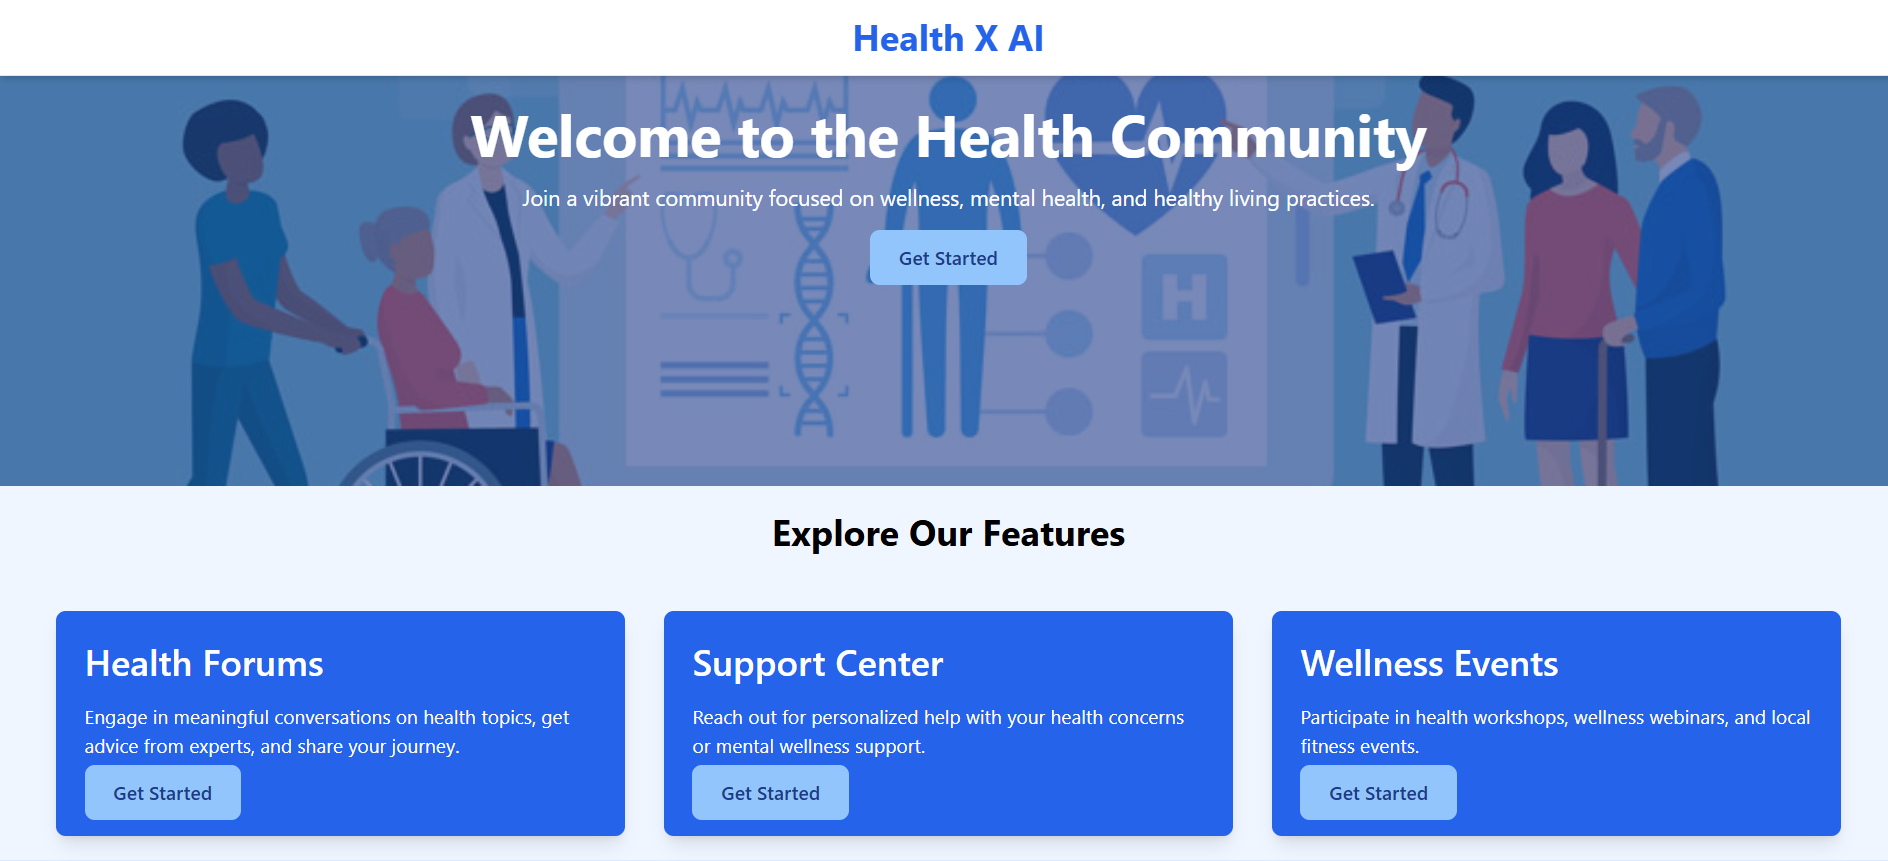 Health X AI
Welcome to the Health Community
Join a vibrant community focused on wellness, mental health, and healthy living practices.
Get Started
H
Explore Our Features
Health Forums
Engage in meaningful conversations on health topics, get
advice from experts, and share your journey.
Get Started
Support Center
Reach out for personalized help with your health concerns
or mental wellness support.
Get Started
Wellness Events
Participate in health workshops, wellness webinars, and local
fitness events.
Get Started